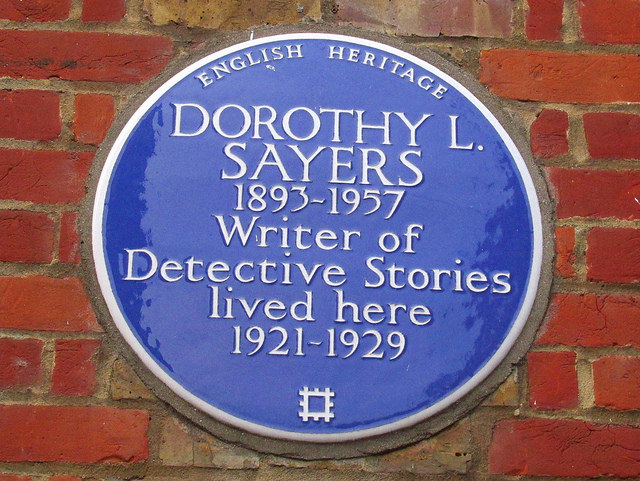 ENGLISH HERITAGE
DOROTHY L.
SAYERS
1893-1957
Writer of
Detective Stories
lived here
1921-1929